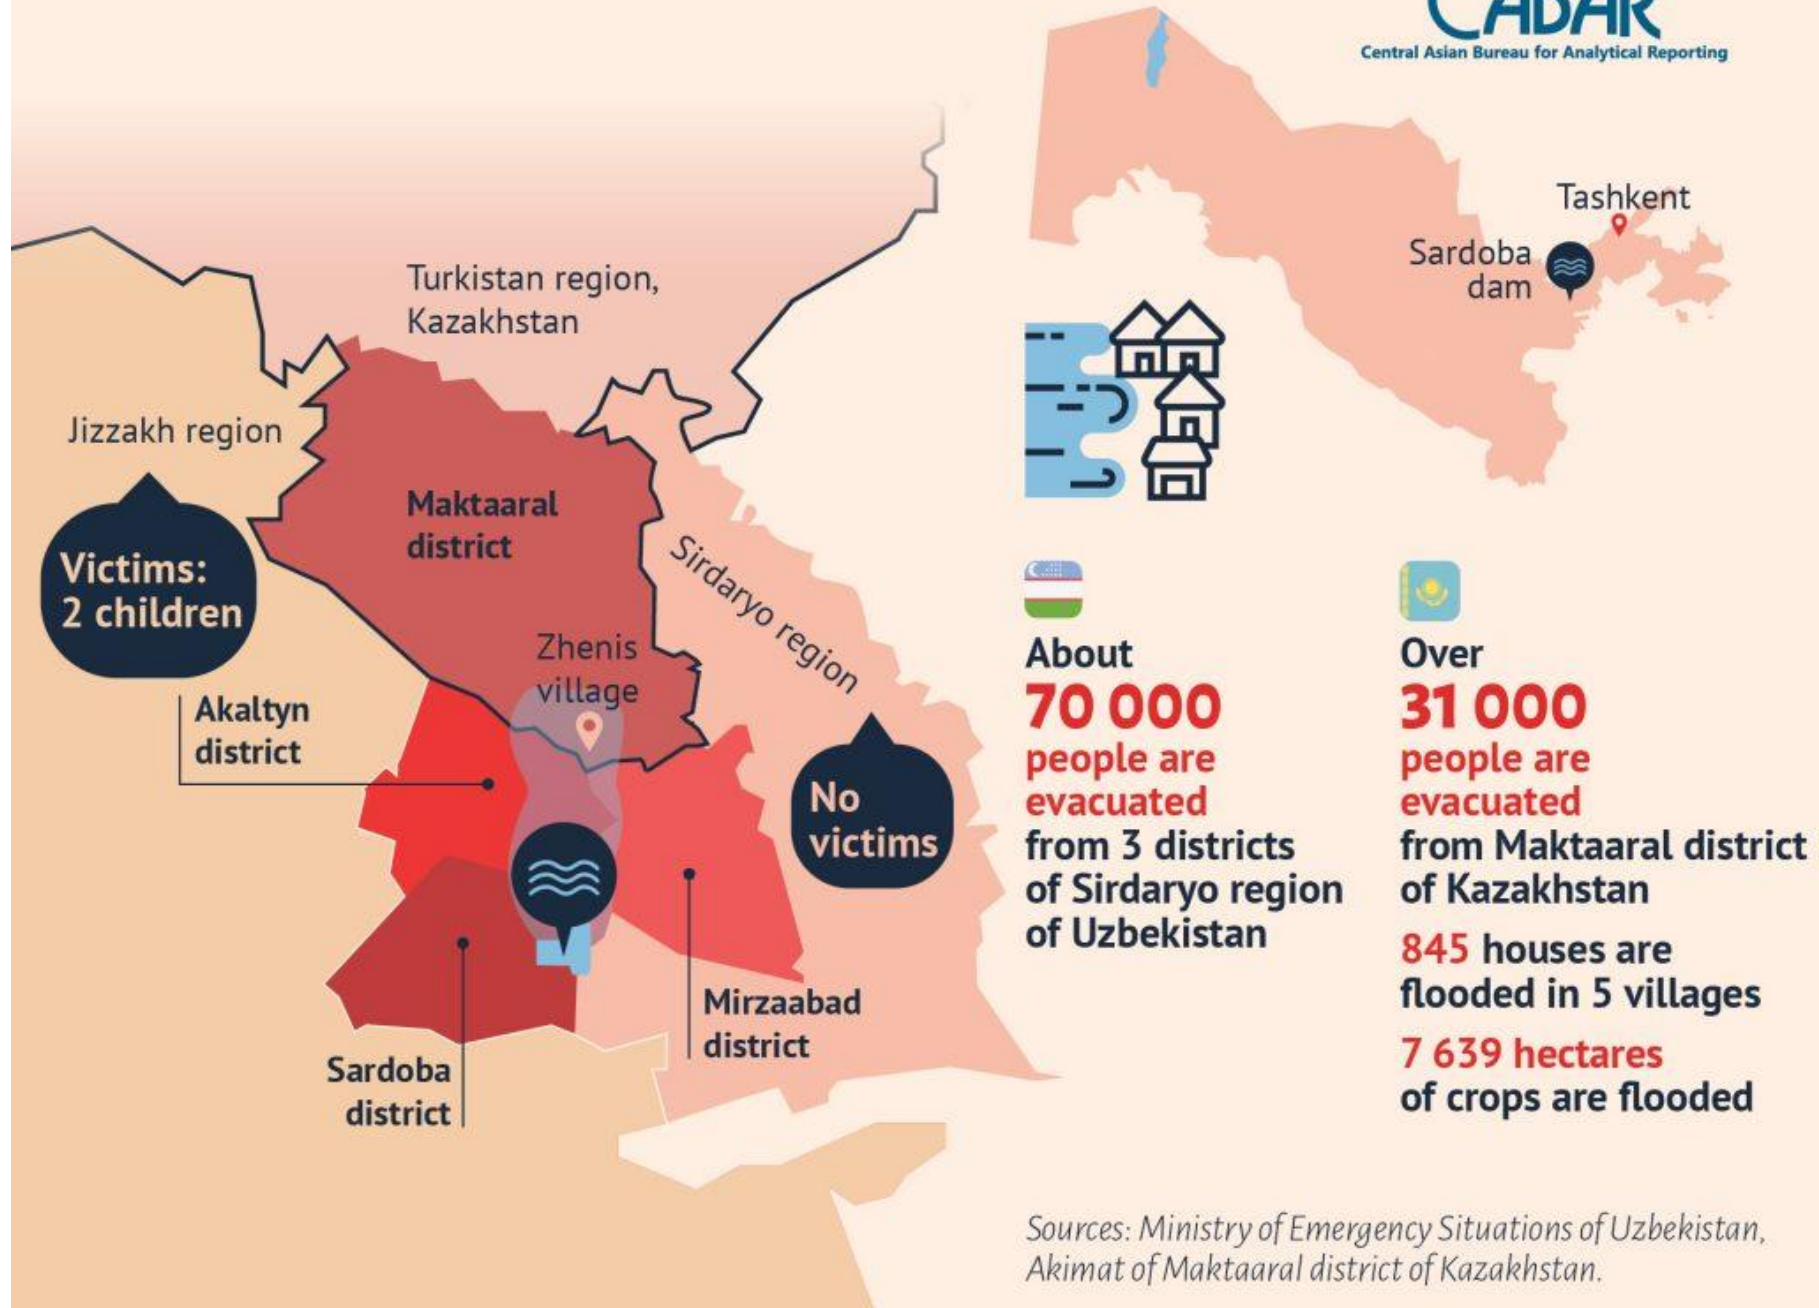 CABAR
Central Asian Bureau for Analytical Reporting
Tashkent
Sardoba
dam
Turkistan region,
Kazakhstan
Jizzakh region
Victims:
2 children
Maktaaral
district
Sirdaryo region
Zhenis
village
Akaltyn
district
No
victims
Mirzaabad
district
Sardoba
district
About
70 000
people are
evacuated
from 3 districts
of Sirdaryo region
of Uzbekistan
Over
31 000
people are
evacuated
from Maktaaral district
of Kazakhstan
845 houses are
flooded in 5 villages
7 639 hectares
of crops are flooded
Sources: Ministry of Emergency Situations of Uzbekistan,
Akimat of Maktaaral district of Kazakhstan.